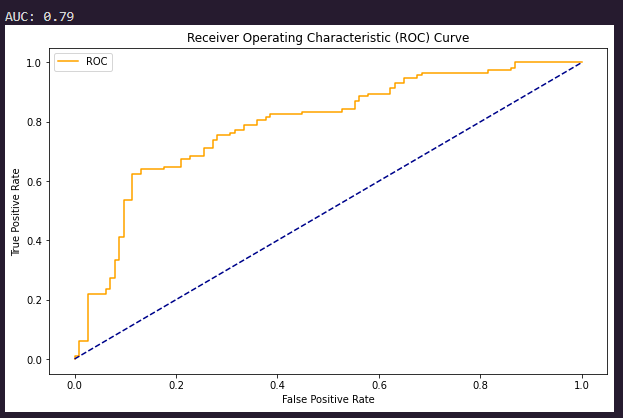 AUC: 0.79
Receiver Operating Characteristic (ROC) Curve
ROC
1.0
0.8
0.6
0.4
0.2
0.0
True Positive Rate
0.0 0.2 0.4 0.6 0.8 1.0
False Positive Rate